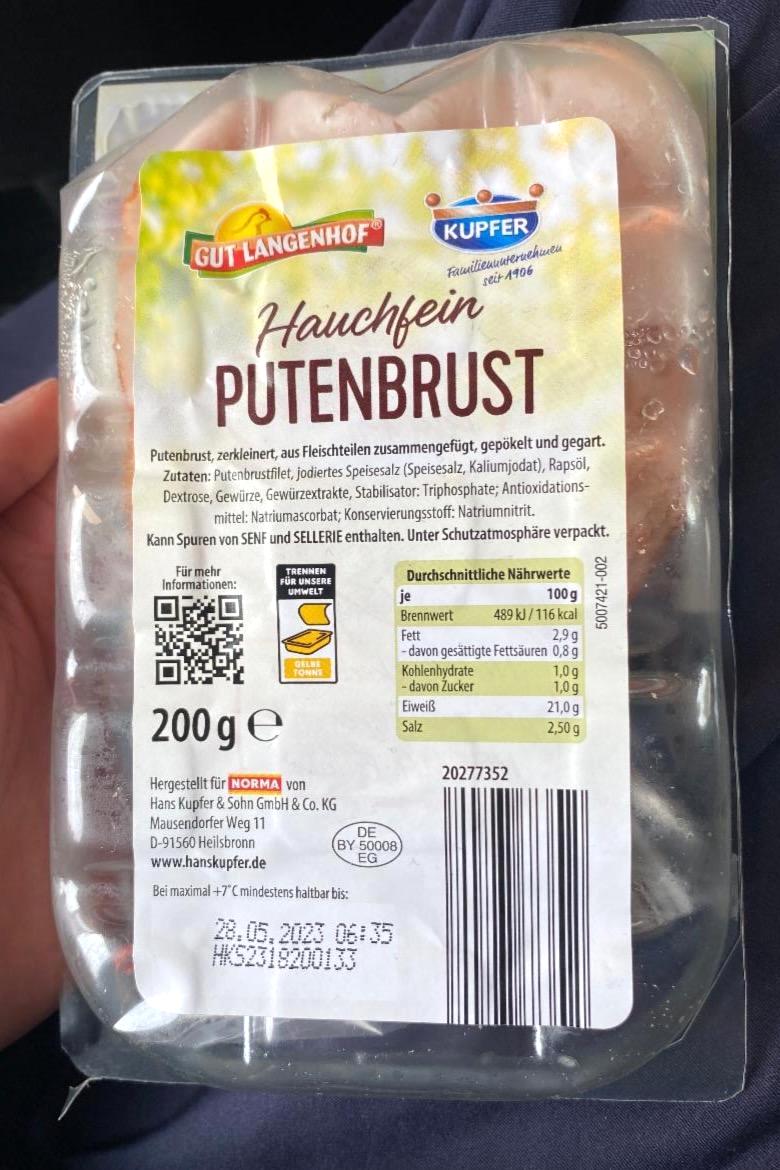 GUT LANGENHOF®
KUPFER
Familienunternehmen
seit 1906
Hauchfein
PUTENBRUST
Putenbrust, zerkleinert, aus Fleischteilen zusammengefügt, gepökelt und gegart.
Zutaten: Putenbrustfilet, jodiertes Speisesalz (Speisesalz, Kaliumjodat), Rapsöl,
Dextrose, Gewürze, Gewürzextrakte, Stabilisator: Triphosphate; Antioxidations-
mittel: Natriumascorbat; Konservierungsstoff: Natriumnitrit.
Kann Spuren von SENF und SELLERIE enthalten. Unter Schutzatmosphäre verpackt.
Für mehr
Informationen:
TRENNEN
FÜR UNSERE
UMWELT
GELBE
TONNE
Durchschnittliche Nährwerte
je 100 g
Brennwert 489 kJ / 116 kcal
Fett 2,9 g
- davon gesättigte Fettsäuren 0,8 g
Kohlenhydrate 1,0 g
- davon Zucker 1,0 g
Eiweiß 21,0 g
Salz 2,50 g
5007421-002
200 g e
20277352
Hergestellt für NORMA von
Hans Kupfer & Sohn GmbH & Co. KG
Mausendorfer Weg 11
D-91560 Heilsbronn
www.hanskupfer.de
DE
BY 50008
EG
Bei maximal +7°C mindestens haltbar bis:
28.05.2023 06:35
HKS2318200133